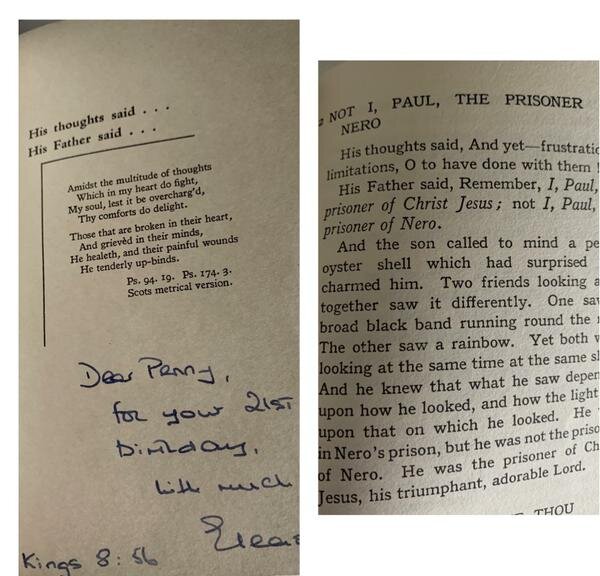 His thoughts said . . .
His Father said . . .
Amidst the multitude of thoughts
Which in my heart do fight,
My soul, lest it be overcharg'd,
Thy comforts do delight.
Those that are broken in their heart,
And grievèd in their minds,
He healeth, and their painful wounds
He tenderly up-binds.
Ps. 94. 19. Ps. 174. 3.
Scots metrical version.
Dear Penny,
for your 21st
birthday,
with much
Kings 8:56
NOT I, PAUL, THE PRISONER
NERO
His thoughts said, And yet—frustratio
limitations, O to have done with them !
His Father said, Remember, I, Paul,
prisoner of Christ Jesus; not I, Paul,
prisoner of Nero.
And the son called to mind a pe
oyster shell which had surprised
charmed him. Two friends looking a
together saw it differently. One sa
broad black band running round the
The other saw a rainbow. Yet both w
looking at the same time at the same sh
And he knew that what he saw depen
upon how he looked, and how the light
upon that on which he looked. He
in Nero's prison, but he was not the priso
of Nero. He was the prisoner of Ch
Jesus, his triumphant, adorable Lord.
THOU